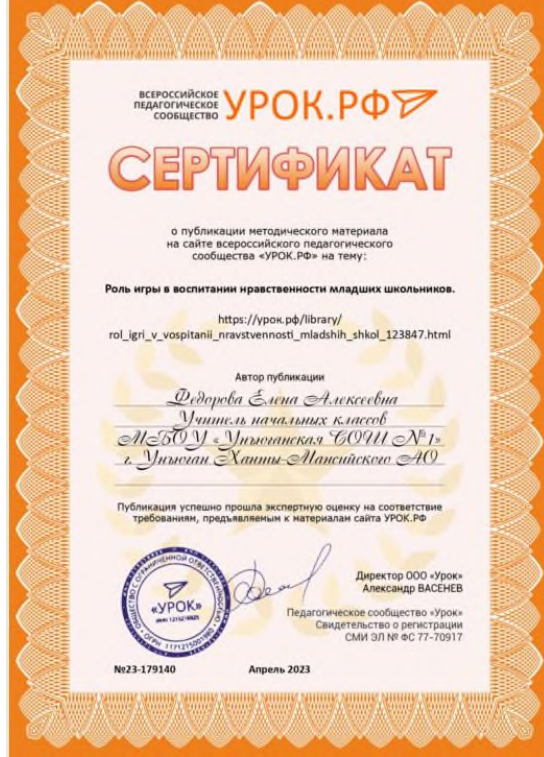 ВСЕРОССИЙСКОЕ
ПЕДАГОГИЧЕСКОЕ
СООБЩЕСТВО
УРОК.РФ
СЕРТИФИКАТ
о публикации методического материала
на сайте всероссийского педагогического
сообщества «УРОК.РФ» на тему:
Роль игры в воспитании нравственности младших школьников.
https://урок.рф/library/
rol_igri_v_vospitanii_nravstvennosti_mladshih_shkol_123847.html
Автор публикации
Федорова Елена Алексеевна
Учитель начальных классов
МБОУ «Унъюганская СОШ №1»
г. Унъюган Ханты-Мансийского АО
Публикация успешно прошла экспертную оценку на соответствие
требованиям, предъявляемым к материалам сайта УРОК.РФ
ОБЩЕСТВО С ОГРАНИЧЕННОЙ ОТВЕТСТВЕННОСТЬЮ
«УРОК»
Директор ООО «Урок»
Александр ВАСЕНЕВ
Педагогическое сообщество «Урок»
Свидетельство о регистрации
СМИ ЭЛ № ФС 77-70917
№23-179140
Апрель 2023